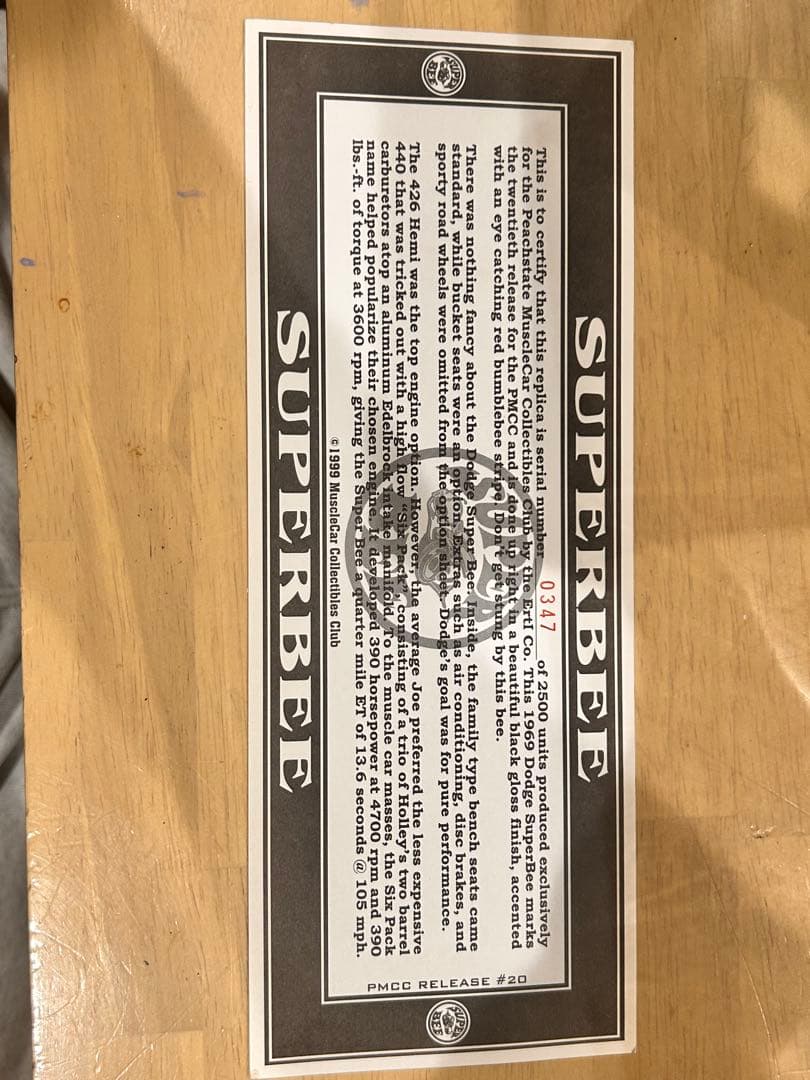 SUPERBEE
SUPER
BEE
This is to certify that this replica is serial number 0347 of 2500 units produced exclusively
for the Peachstate MuscleCar Collectibles Club by the Ertl Co. This 1969 Dodge SuperBee marks
the twentieth release for the PMCC and is done up right in a beautiful black gloss finish, accented
with an eye catching red bumblebee stripe. Don't get stung by this bee.
There was nothing fancy about the Dodge Super Bee. Inside, the family type bench seats came
standard, while bucket seats were an option. Extras such as air conditioning, disc brakes, and
sporty road wheels were omitted from the option sheet. Dodge's goal was for pure performance.
The 426 Hemi was the top engine option. However, the average Joe preferred the less expensive
440 that was tricked out with a high flow "Six Pack", consisting of a trio of Holley's two barrel
carburetors atop an aluminum Edelbrock intake manifold. To the muscle car masses, the Six Pack
name helped popularize their chosen engine. It developed 390 horsepower at 4700 rpm and 390
lbs.-ft. of torque at 3600 rpm, giving the Super Bee a quarter mile ET of 13.6 seconds @ 105 mph.
©1999 MuscleCar Collectibles Club
PMCC RELEASE #20
SUPER
BEE
SUPERBEE